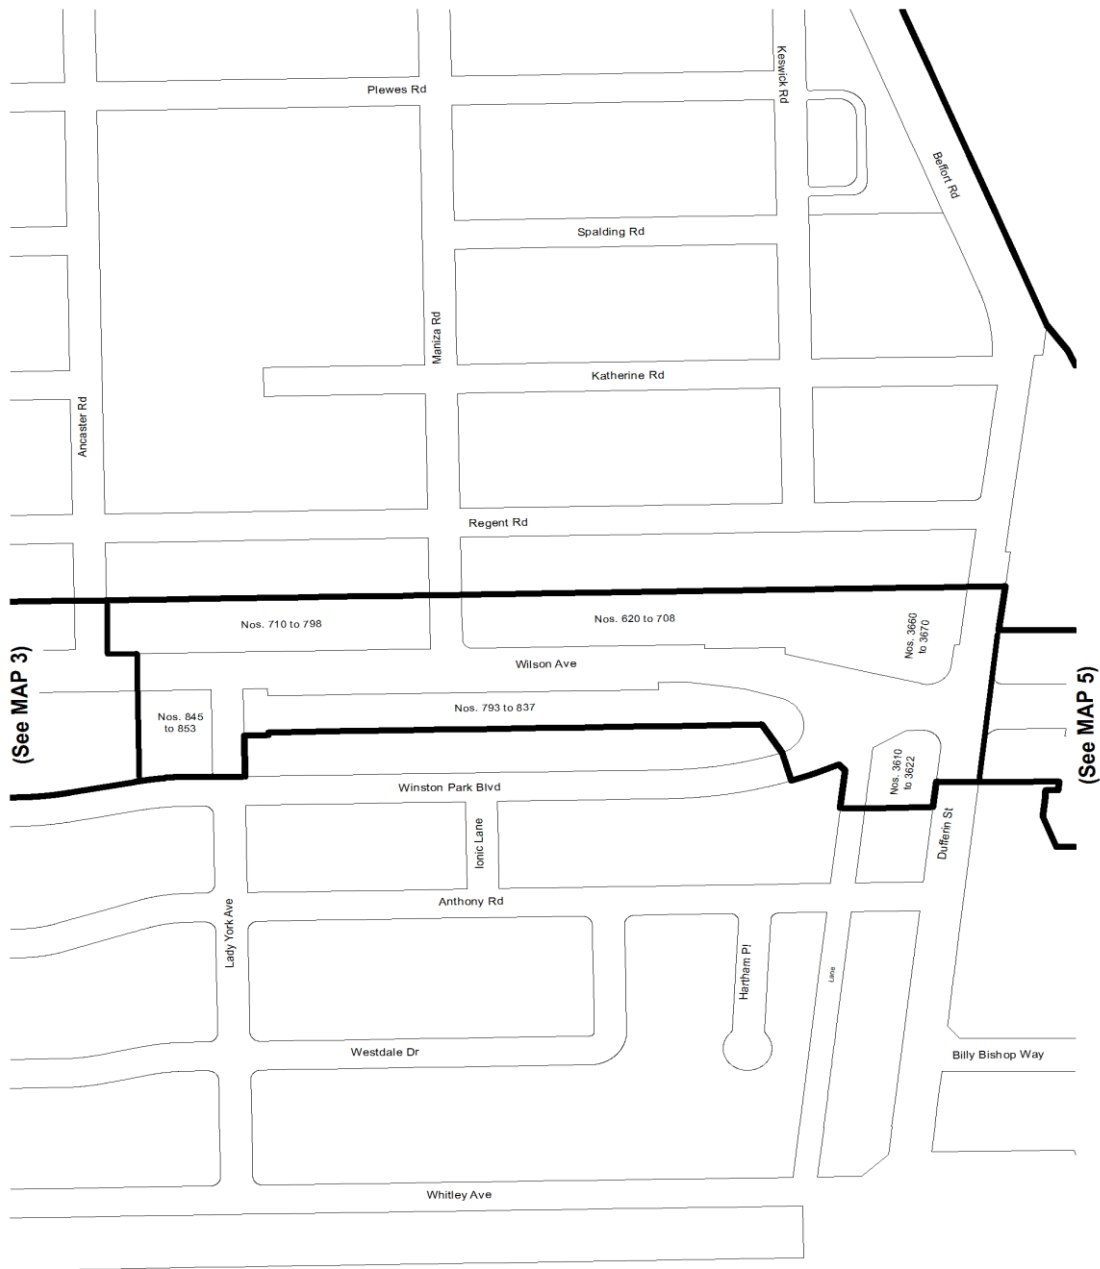 Keswick Rd
Plewes Rd
Beffort Rd
Spalding Rd
Maniza Rd
Katherine Rd
Ancaster Rd
Regent Rd
Nos. 710 to 798
Nos. 620 to 708
Nos. 3660
to 3670
Wilson Ave
(See MAP 3)
(See MAP 5)
Nos. 845
to 853
Nos. 793 to 837
Nos. 3610
to 3622
Winston Park Blvd
Ionic Lane
Dufferin St
Anthony Rd
Lady York Ave
Hartham Pl
Lane
Westdale Dr
Billy Bishop Way
Whitley Ave